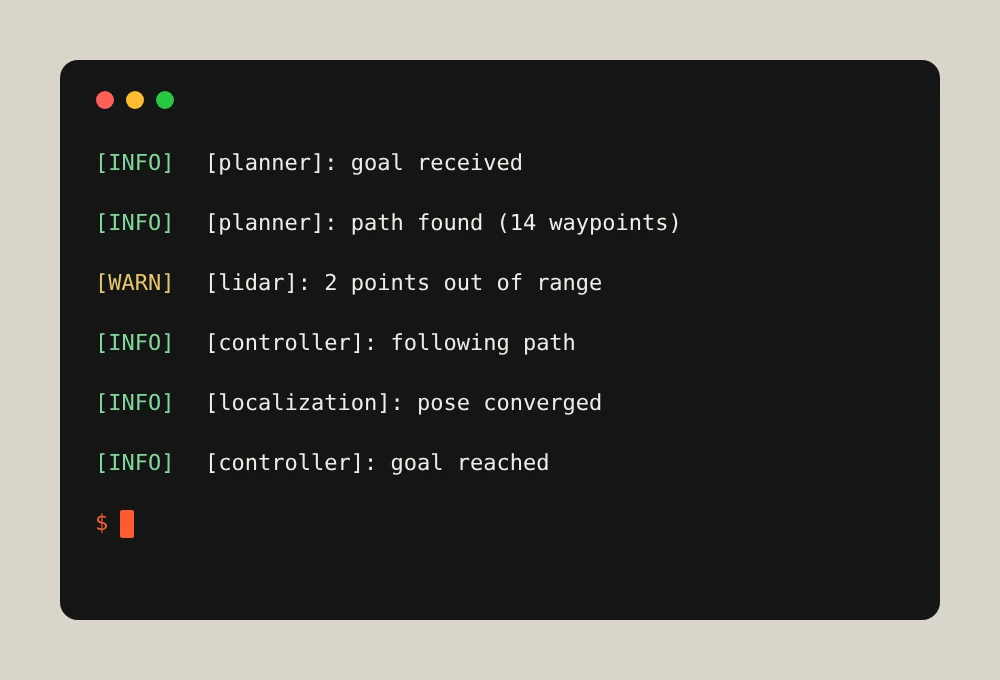 [INFO] [planner]: goal received
[INFO] [planner]: path found (14 waypoints)
[WARN] [lidar]: 2 points out of range
[INFO] [controller]: following path
[INFO] [localization]: pose converged
[INFO] [controller]: goal reached
$